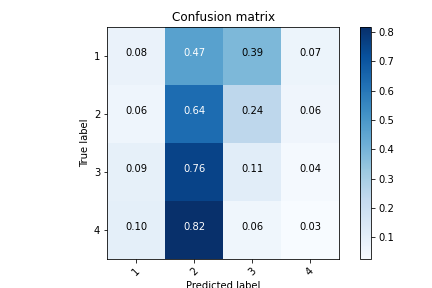 Confusion matrix
True label
1 0.08 0.47 0.39 0.07
2 0.06 0.64 0.24 0.06
3 0.09 0.76 0.11 0.04
4 0.10 0.82 0.06 0.03
1 2 3 4
Predicted label
0.8
0.7
0.6
0.5
0.4
0.3
0.2
0.1